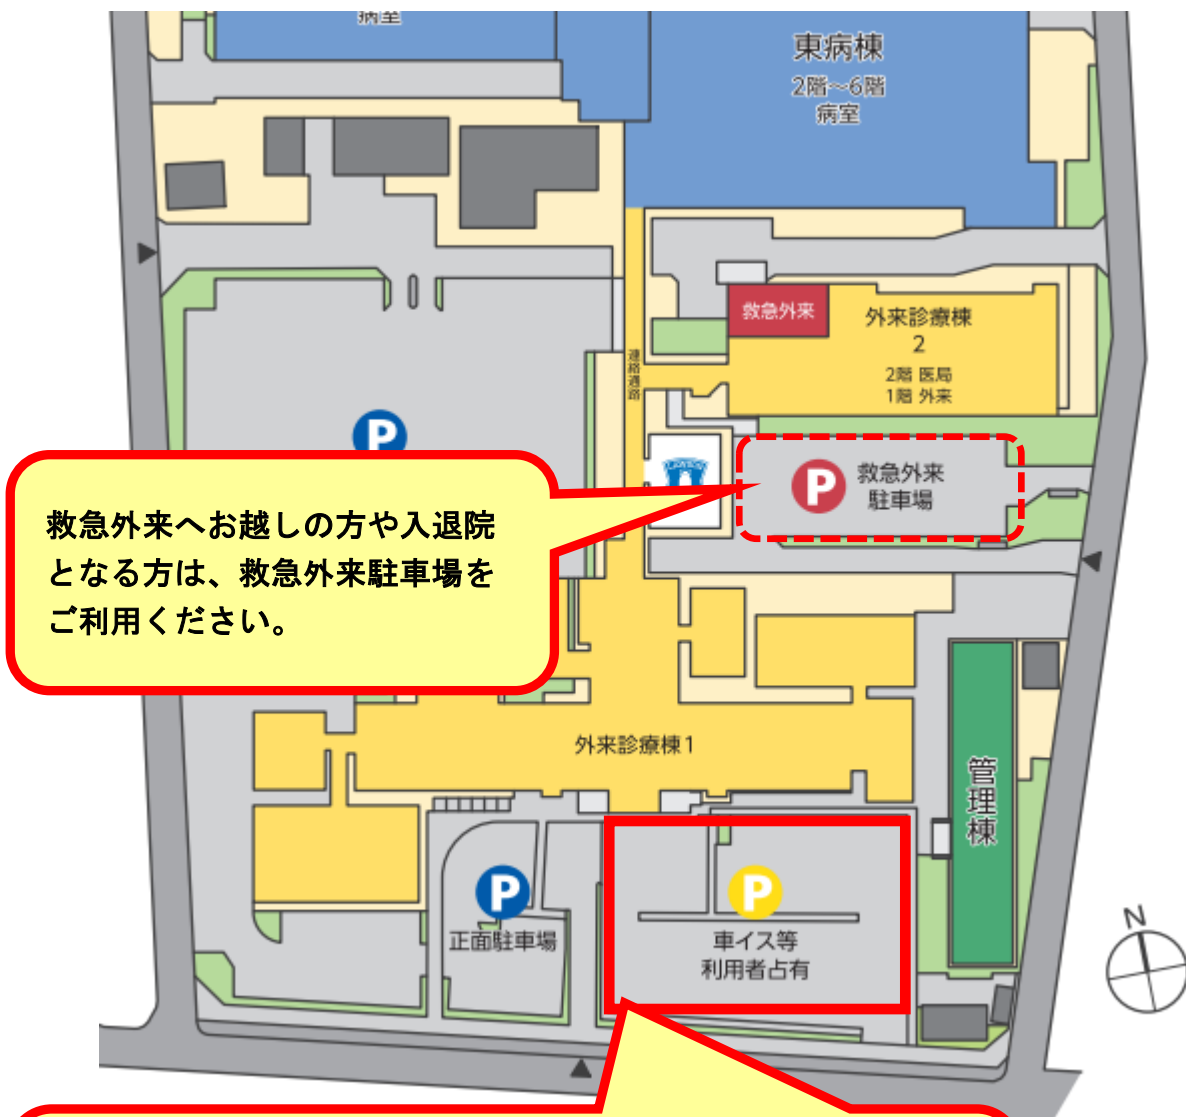 病室
東病棟
2階～6階
病室
救急外来
外来診療棟
2
2階 医局
1階 外来
連絡通路
P
P
救急外来
駐車場
LAWSON
救急外来へお越しの方や入退院
となる方は、救急外来駐車場を
ご利用ください。
外来診療棟1
管理棟
P
正面駐車場
P
車イス等
利用者占有
N